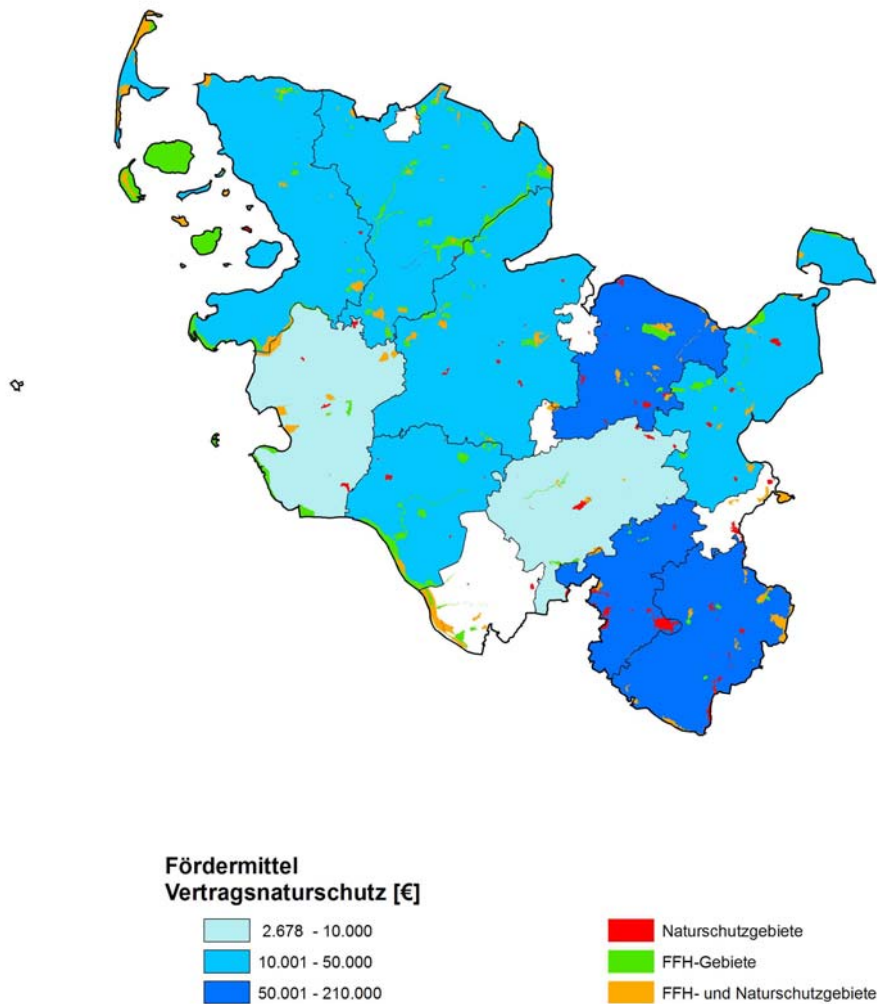 Fördermittel
Vertragsnaturschutz [€]
2.678 - 10.000
10.001 - 50.000
50.001 - 210.000
Naturschutzgebiete
FFH-Gebiete
FFH- und Naturschutzgebiete